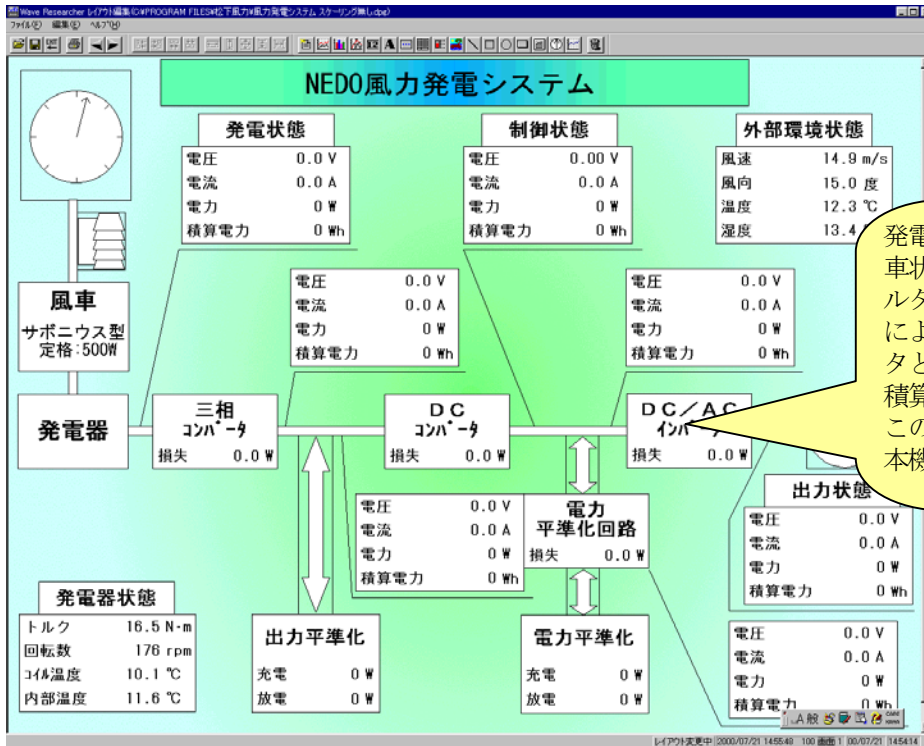 Wave Researcher ﾚｲｱｳﾄ編集(C:¥PROGRAM FILES¥松下風力¥風力発電システム スケーリング無し.dpe)
ﾌｧｲﾙ(F) 編集(E) ﾍﾙﾌﾟ(H)
NEDO風力発電システム
発電状態
電圧 0.0 V
電流 0.0 A
電力 0 W
積算電力 0 Wh
制御状態
電圧 0.00 V
電流 0.0 A
電力 0 W
積算電力 0 Wh
外部環境状態
風速 14.9 m/s
風向 15.0 度
温度 12.3 ℃
湿度 13.4
発電
車状
ルタ
によ
タと
積算
この
本機
電圧 0.0 V
電流 0.0 A
電力 0 W
積算電力 0 Wh
電圧 0.0 V
電流 0.0 A
電力 0 W
積算電力 0 Wh
風車
サボニウス型
定格:500W
発電器
三相
ｺﾝﾊﾞｰﾀ
損失 0.0 W
DC
ｺﾝﾊﾞｰﾀ
損失 0.0 W
DC/AC
ｲﾝﾊﾞｰﾀ
損失 0.0 W
電圧 0.0 V
電流 0.0 A
電力 0 W
積算電力 0 Wh
電力
平準化回路
損失 0.0 W
出力状態
電圧 0.0 V
電流 0.0 A
電力 0 W
積算電力 0 Wh
発電器状態
トルク 16.5 N·m
回転数 176 rpm
ｺｲﾙ温度 10.1 ℃
内部温度 11.6 ℃
出力平準化
充電 0 W
放電 0 W
電力平準化
充電 0 W
放電 0 W
電圧 0.0 V
電流 0.0 A
電力 0 W
積算電力 0 Wh
A 般
ﾚｲｱｳﾄ変更中 2000/07/21 14:55:49 100 画面 1 00/07/21 14:54:14